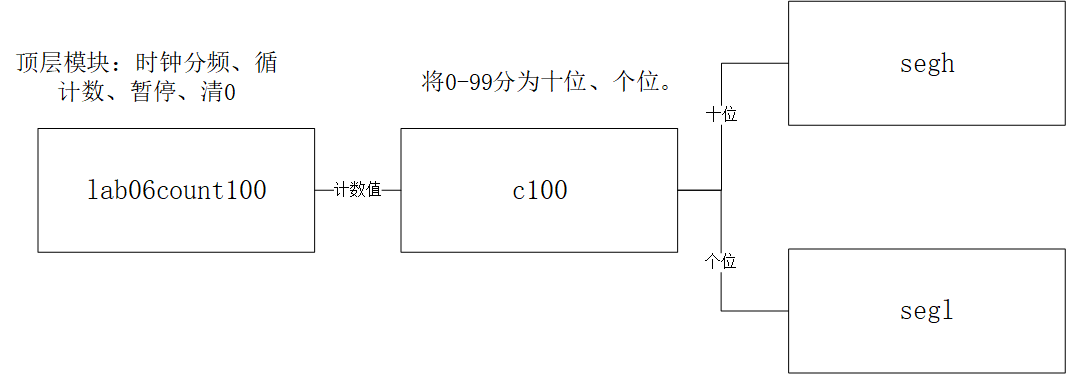 顶层模块：时钟分频、循
计数、暂停、清0
将0-99分为十位、个位。
lab06count100
计数值
c100
十位
segh
个位
segl